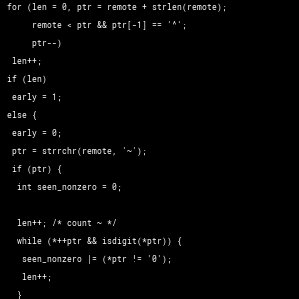 for (len = 0, ptr = remote + strlen(remote);
remote < ptr && ptr[-1] == '^';
ptr--)
len++;
if (len)
early = 1;
else {
early = 0;
ptr = strrchr(remote, '~');
if (ptr) {
int seen_nonzero = 0;
len++; /* count ~ */
while (*++ptr && isdigit(*ptr)) {
seen_nonzero |= (*ptr != '0');
len++;
}